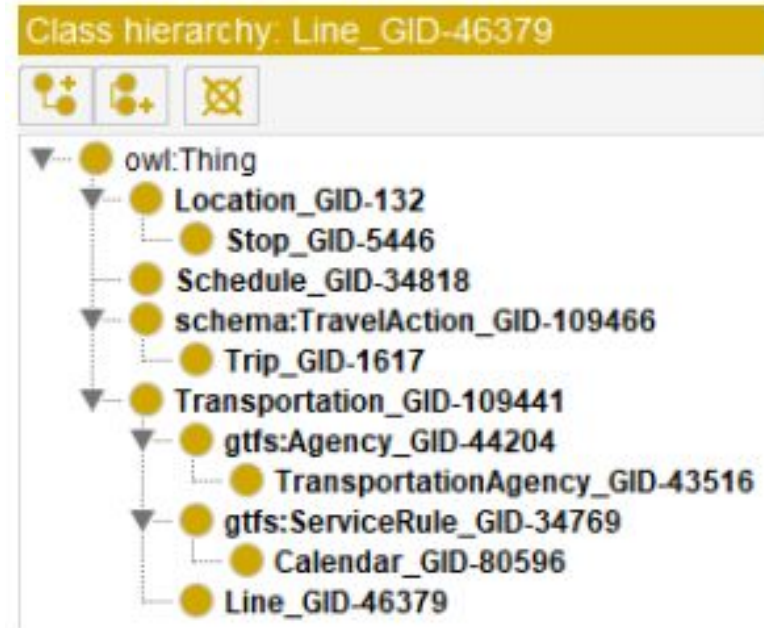 Class hierarchy: Line_GID-46379
owl:Thing
Location_GID-132
Stop_GID-5446
Schedule_GID-34818
schema:TravelAction_GID-109466
Trip_GID-1617
Transportation_GID-109441
gtfs:Agency_GID-44204
TransportationAgency_GID-43516
gtfs:ServiceRule_GID-34769
Calendar_GID-80596
Line_GID-46379